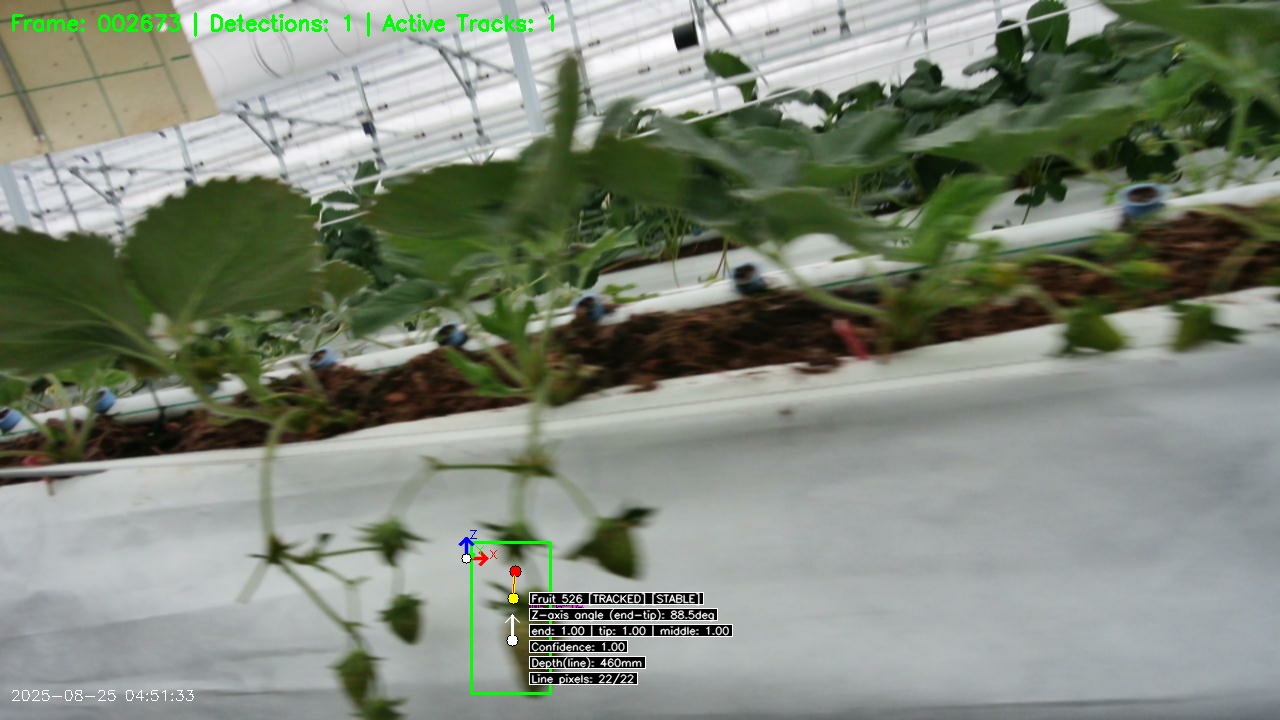 Frame: 002673 | Detections: 1 | Active Tracks: 1
Z
X
Fruit 526 [TRACKED] [STABLE]
Z-axis angle (end-tip): 88.5deg
end: 1.00 | tip: 1.00 | middle: 1.00
Confidence: 1.00
Depth(line): 460mm
Line pixels: 22/22
2025-08-25 04:51:33